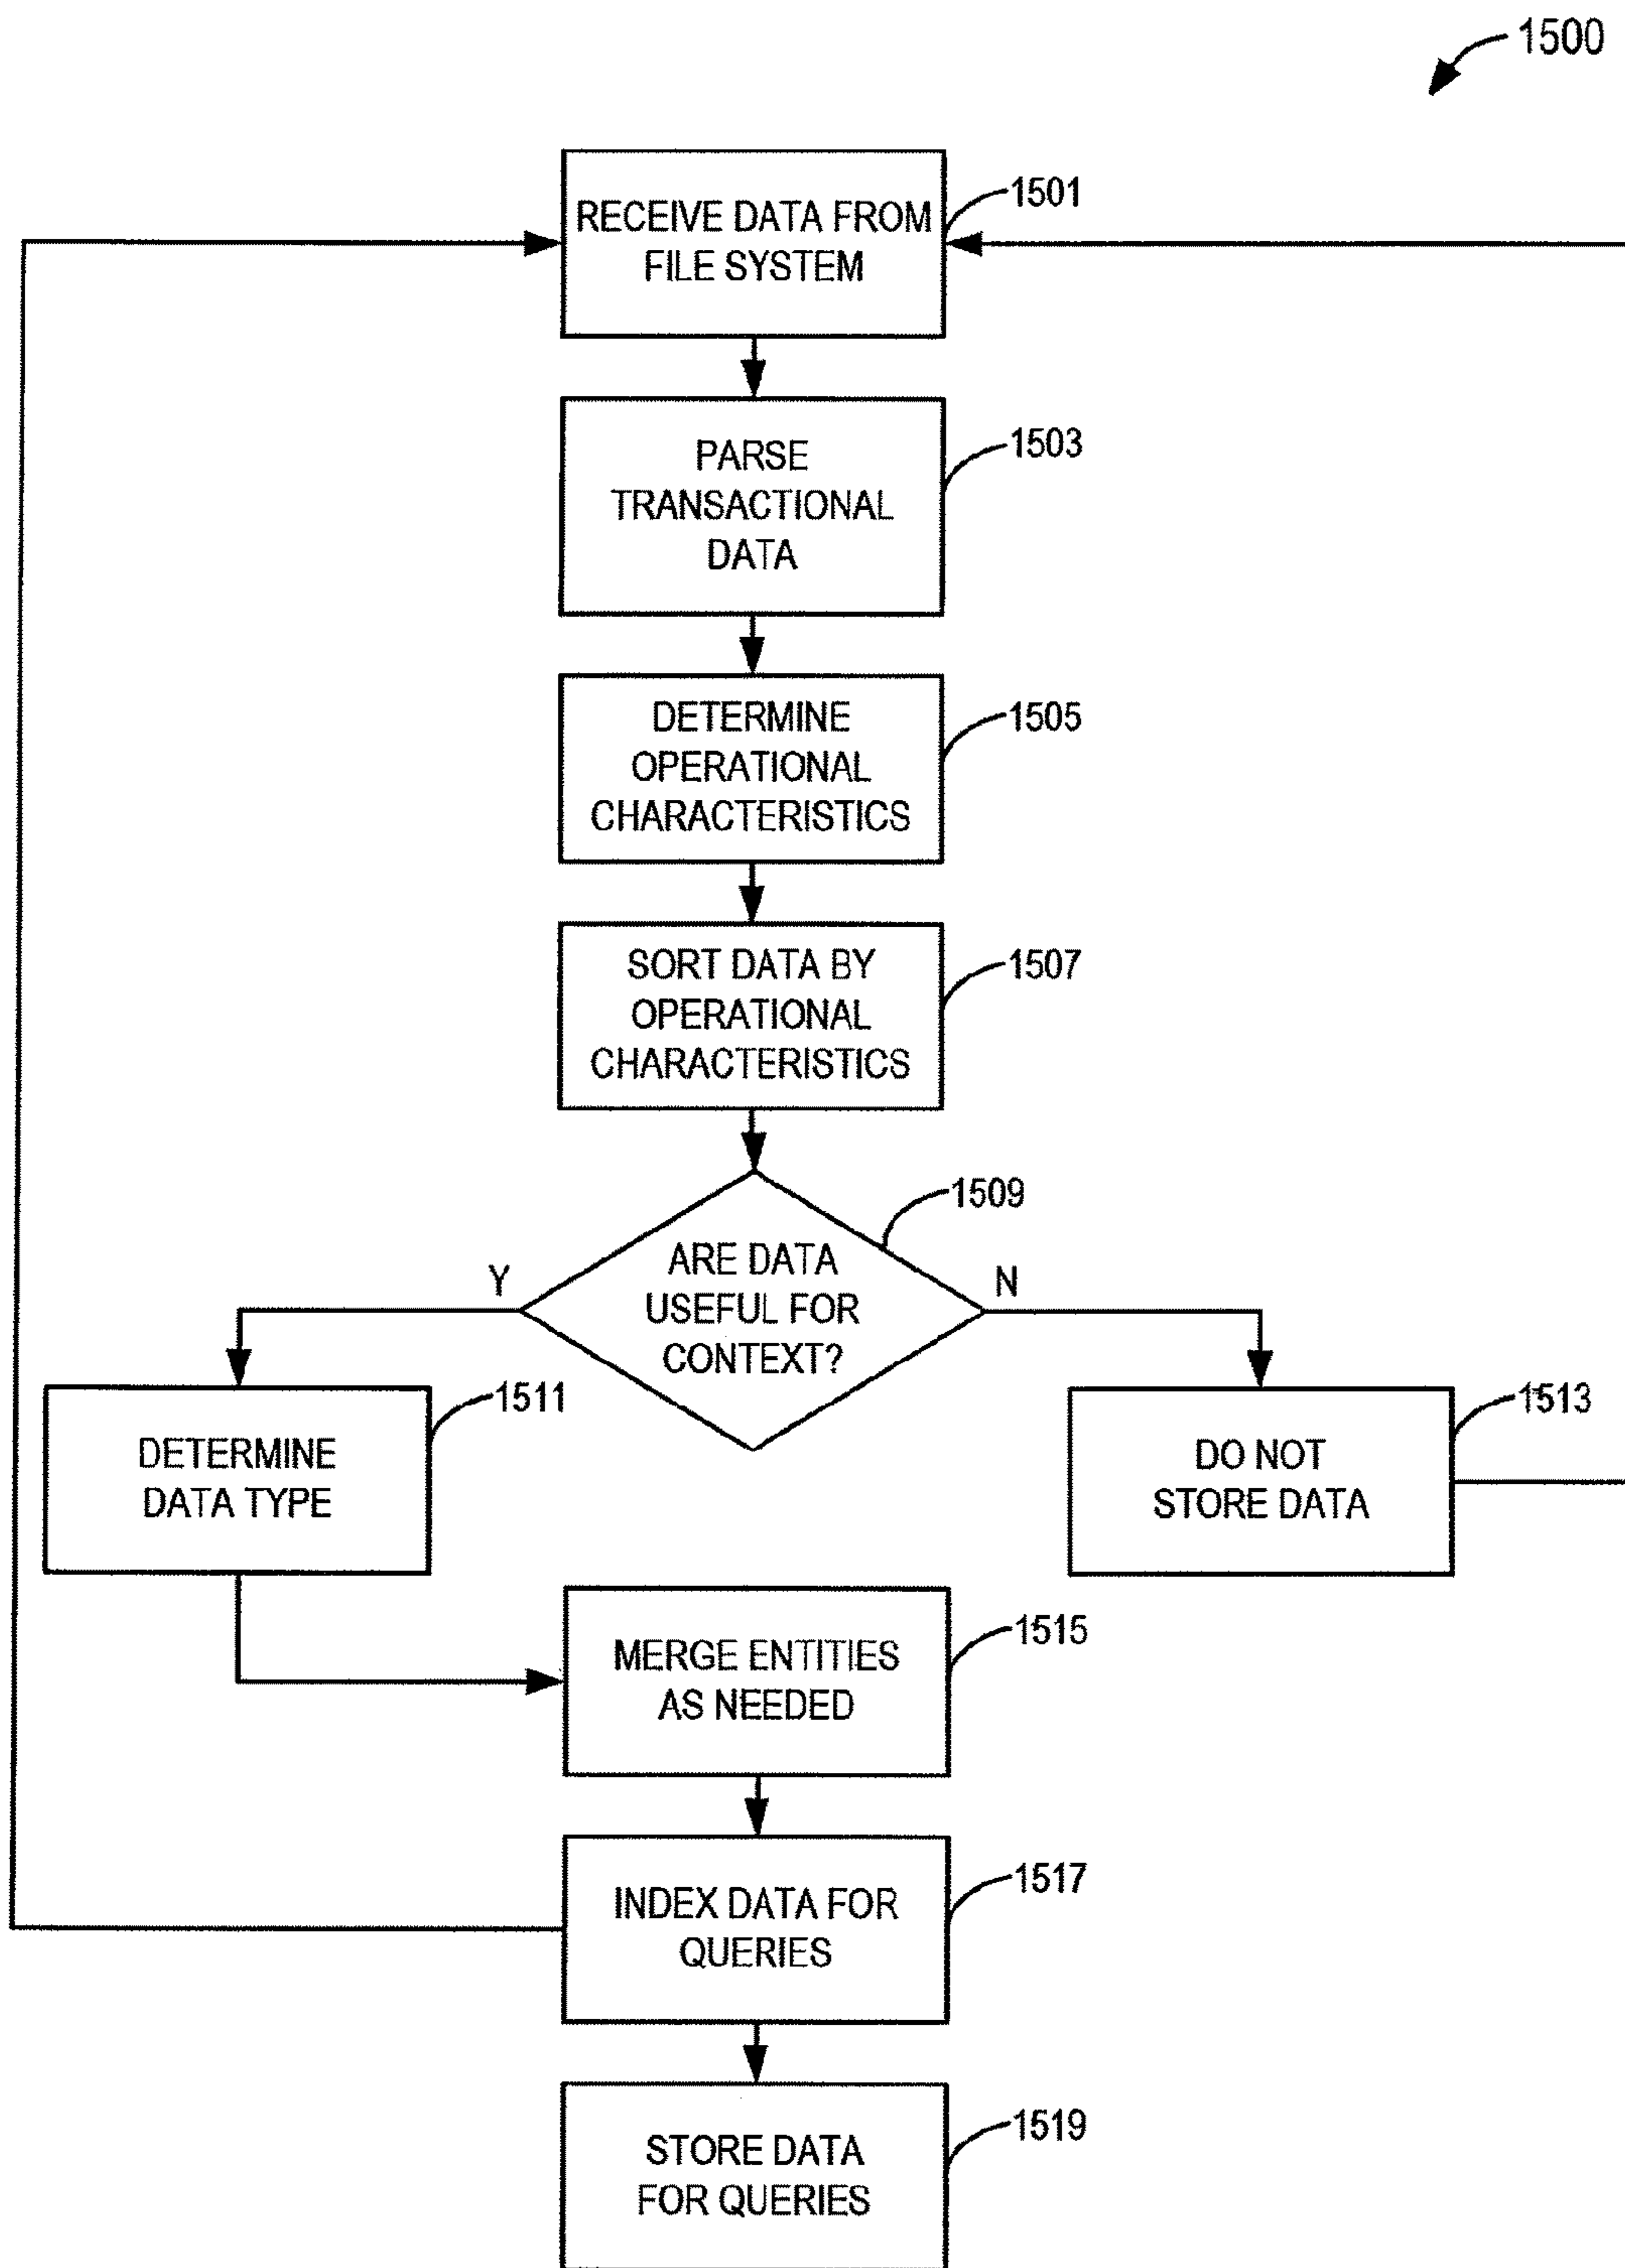 1500
RECEIVE DATA FROM
FILE SYSTEM
1501
PARSE
TRANSACTIONAL
DATA
1503
DETERMINE
OPERATIONAL
CHARACTERISTICS
1505
SORT DATA BY
OPERATIONAL
CHARACTERISTICS
1507
ARE DATA
USEFUL FOR
CONTEXT?
1509
Y
N
DETERMINE
DATA TYPE
1511
DO NOT
STORE DATA
1513
MERGE ENTITIES
AS NEEDED
1515
INDEX DATA FOR
QUERIES
1517
STORE DATA
FOR QUERIES
1519